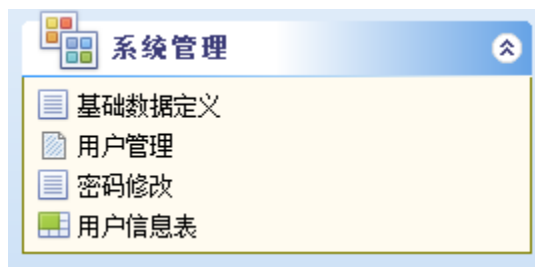 系统管理
基础数据定义
用户管理
密码修改
用户信息表